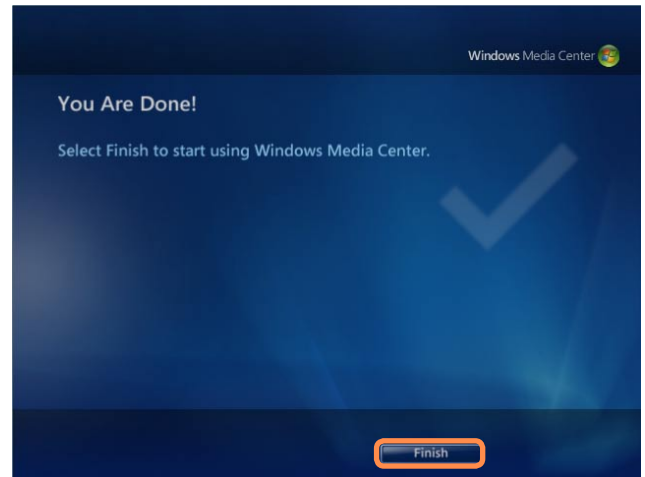 Windows Media Center
You Are Done!
Select Finish to start using Windows Media Center.
Finish